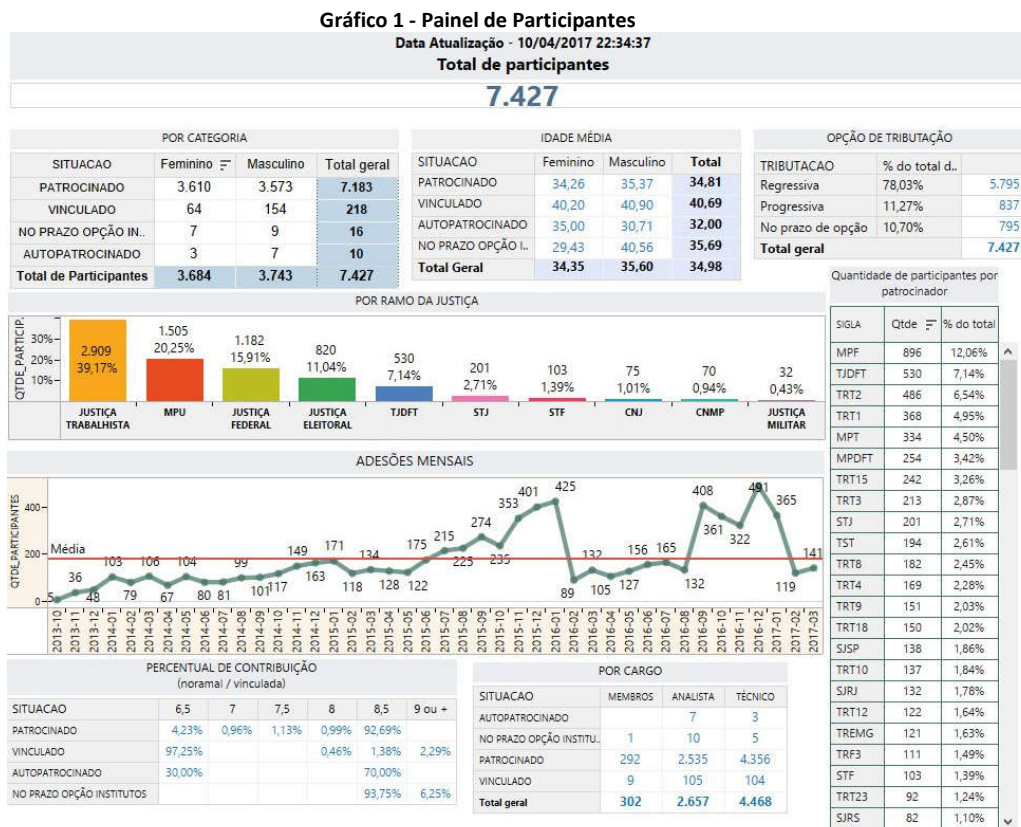 Gráfico 1 - Painel de Participantes
Data Atualização - 10/04/2017 22:34:37
Total de participantes
7.427
POR CATEGORIA
SITUACAO Feminino Masculino Total geral
PATROCINADO 3.610 3.573 7.183
VINCULADO 64 154 218
NO PRAZO OPÇÃO IN.. 7 9 16
AUTOPATROCINADO 3 7 10
Total de Participantes 3.684 3.743 7.427
IDADE MÉDIA
SITUACAO Feminino Masculino Total
PATROCINADO 34,26 35,37 34,81
VINCULADO 40,20 40,90 40,69
AUTOPATROCINADO 35,00 30,71 32,00
NO PRAZO OPÇÃO I.. 29,43 40,56 35,69
Total Geral 34,35 35,60 34,98
OPÇÃO DE TRIBUTAÇÃO
TRIBUTACAO % do total d..
Regressiva 78,03% 5.795
Progressiva 11,27% 837
No prazo de opção 10,70% 795
Total geral 7.427
POR RAMO DA JUSTIÇA
QTDE_PARTICIP.
30%
20%
10%
2.909 1.505 1.182 820 530 201 103 75 70 32
39,17% 20,25% 15,91% 11,04% 7,14% 2,71% 1,39% 1,01% 0,94% 0,43%
JUSTIÇA TRABALHISTA
MPU
JUSTIÇA FEDERAL
JUSTIÇA ELEITORAL
TJDFT
STJ
STF
CNJ
CNMP
JUSTIÇA MILITAR
ADESÕES MENSAIS
QTDE_PARTICIPANTES
400
200
0
Média
5 36 48 103 79 106 67 104 80 81 99 101 117 149 163 171 118 134 128 122 175 215 225 274 235 353 401 425 89 132 105 127 156 165 132 408 361 322 491 365 119 141
2013-10 2013-11 2013-12 2014-01 2014-02 2014-03 2014-04 2014-05 2014-06 2014-07 2014-08 2014-09 2014-10 2014-11 2014-12 2015-01 2015-02 2015-03 2015-04 2015-05 2015-06 2015-07 2015-08 2015-09 2015-10 2015-11 2015-12 2016-01 2016-02 2016-03 2016-04 2016-05 2016-06 2016-07 2016-08 2016-09 2016-10 2016-11 2016-12 2017-01 2017-02 2017-03
PERCENTUAL DE CONTRIBUIÇÃO
(noramal / vinculada)
SITUACAO 6,5 7 7,5 8 8,5 9 ou +
PATROCINADO 4,23% 0,96% 1,13% 0,99% 92,69%
VINCULADO 97,25% 0,46% 1,38% 2,29%
AUTOPATROCINADO 30,00% 70,00%
NO PRAZO OPÇÃO INSTITUTOS 93,75% 6,25%
POR CARGO
SITUACAO MEMBROS ANALISTA TÉCNICO
AUTOPATROCINADO 7 3
NO PRAZO OPÇÃO INSTITU.. 1 10 5
PATROCINADO 292 2.535 4.356
VINCULADO 9 105 104
Total geral 302 2.657 4.468
Quantidade de participantes por
patrocinador
SIGLA Qtde % do total
MPF 896 12,06%
TJDFT 530 7,14%
TRT2 486 6,54%
TRT1 368 4,95%
MPT 334 4,50%
MPDFT 254 3,42%
TRT15 242 3,26%
TRT3 213 2,87%
STJ 201 2,71%
TST 194 2,61%
TRT8 182 2,45%
TRT4 169 2,28%
TRT9 151 2,03%
TRT18 150 2,02%
SJSP 138 1,86%
TRT10 137 1,84%
SJRJ 132 1,78%
TRT12 122 1,64%
TREMG 121 1,63%
TRF3 111 1,49%
STF 103 1,39%
TRT23 92 1,24%
SJRS 82 1,10%